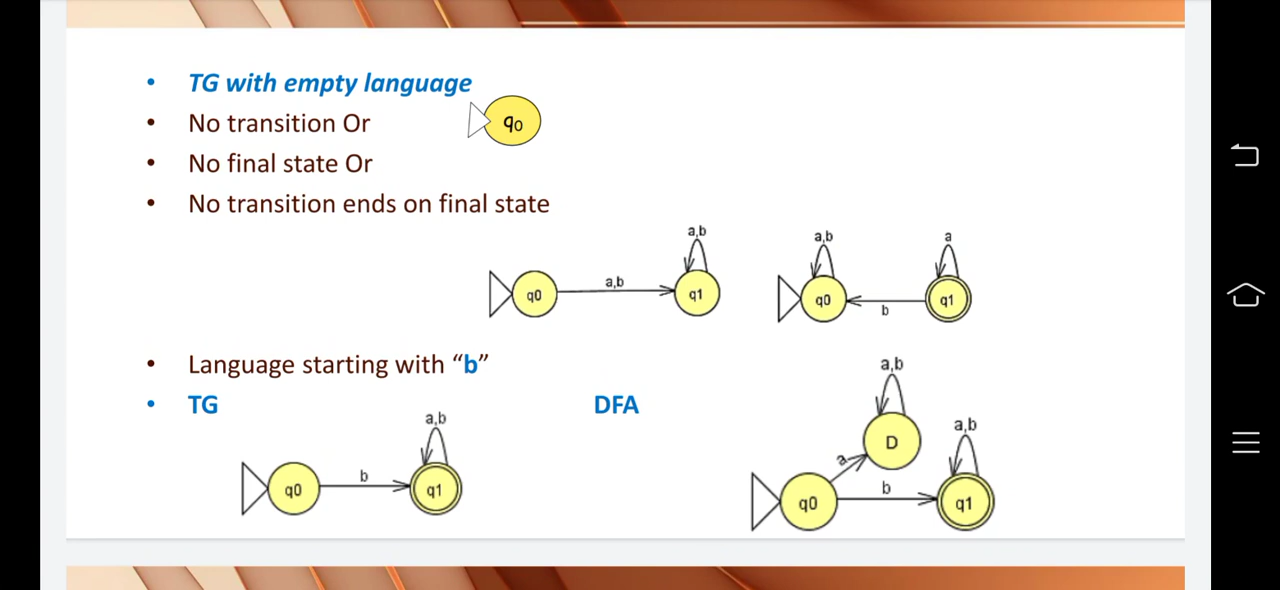 • TG with empty language
• No transition Or
q0
• No final state Or
• No transition ends on final state
a,b
a,b
a
q0
a,b
q1
q0
b
q1
• Language starting with “b”
a,b
• TG
DFA
a,b
a,b
D
a
q0
b
q1
q0
b
q1